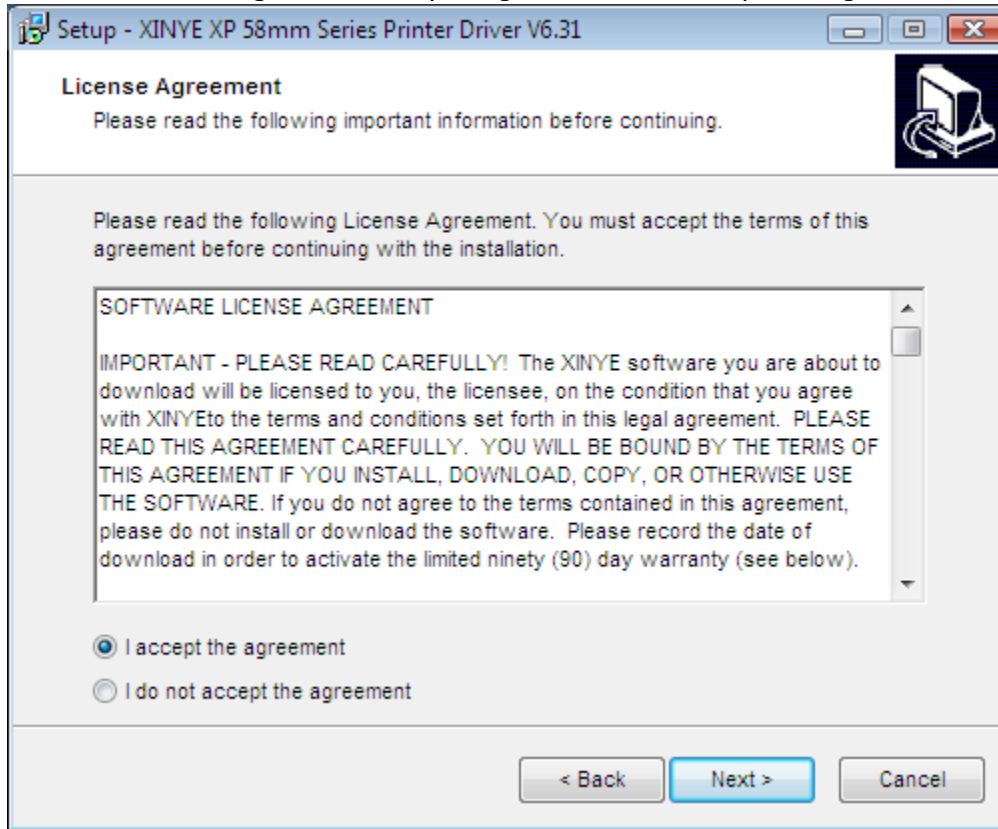 Setup - XINYE XP 58mm Series Printer Driver V6.31
License Agreement
Please read the following important information before continuing.
Please read the following License Agreement. You must accept the terms of this
agreement before continuing with the installation.
SOFTWARE LICENSE AGREEMENT
IMPORTANT - PLEASE READ CAREFULLY!  The XINYE software you are about to
download will be licensed to you, the licensee, on the condition that you agree
with XINYEto the terms and conditions set forth in this legal agreement.  PLEASE
READ THIS AGREEMENT CAREFULLY.  YOU WILL BE BOUND BY THE TERMS OF
THIS AGREEMENT IF YOU INSTALL, DOWNLOAD, COPY, OR OTHERWISE USE
THE SOFTWARE. If you do not agree to the terms contained in this agreement,
please do not install or download the software.  Please record the date of
download in order to activate the limited ninety (90) day warranty (see below).
I accept the agreement
I do not accept the agreement
< Back
Next >
Cancel